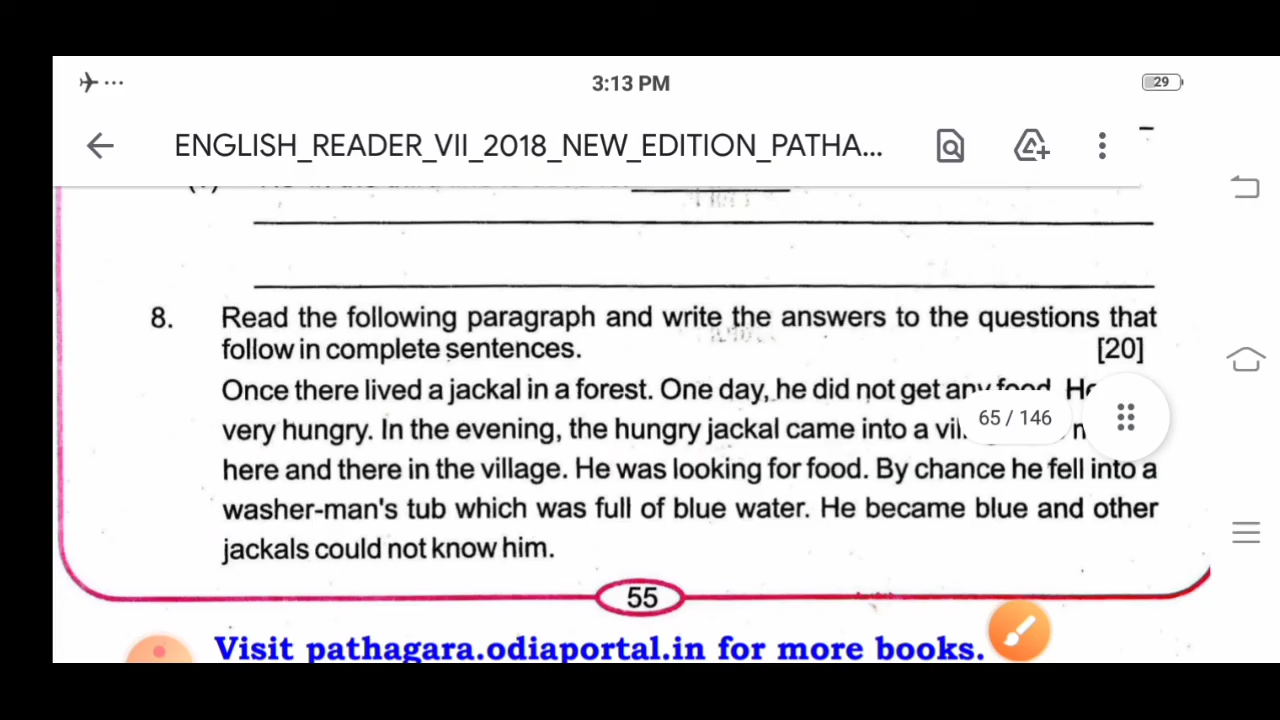 3:13 PM
29
ENGLISH_READER_VII_2018_NEW_EDITION_PATHA...
8. Read the following paragraph and write the answers to the questions that
follow in complete sentences. [20]
Once there lived a jackal in a forest. One day, he did not get any food.
65 / 146
very hungry. In the evening, the hungry jackal came into a
here and there in the village. He was looking for food. By chance he fell into a
washer-man's tub which was full of blue water. He became blue and other
jackals could not know him.
55
Visit pathagara.odiaportal.in for more books.